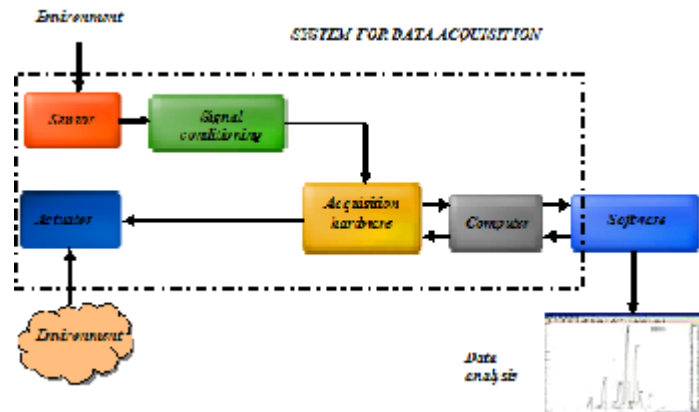 Environment
SYSTEM FOR DATA ACQUISITION
Sensor
Signal
conditioning
Actuator
Acquisition
hardware
Computer
Software
Environment
Data
analysis